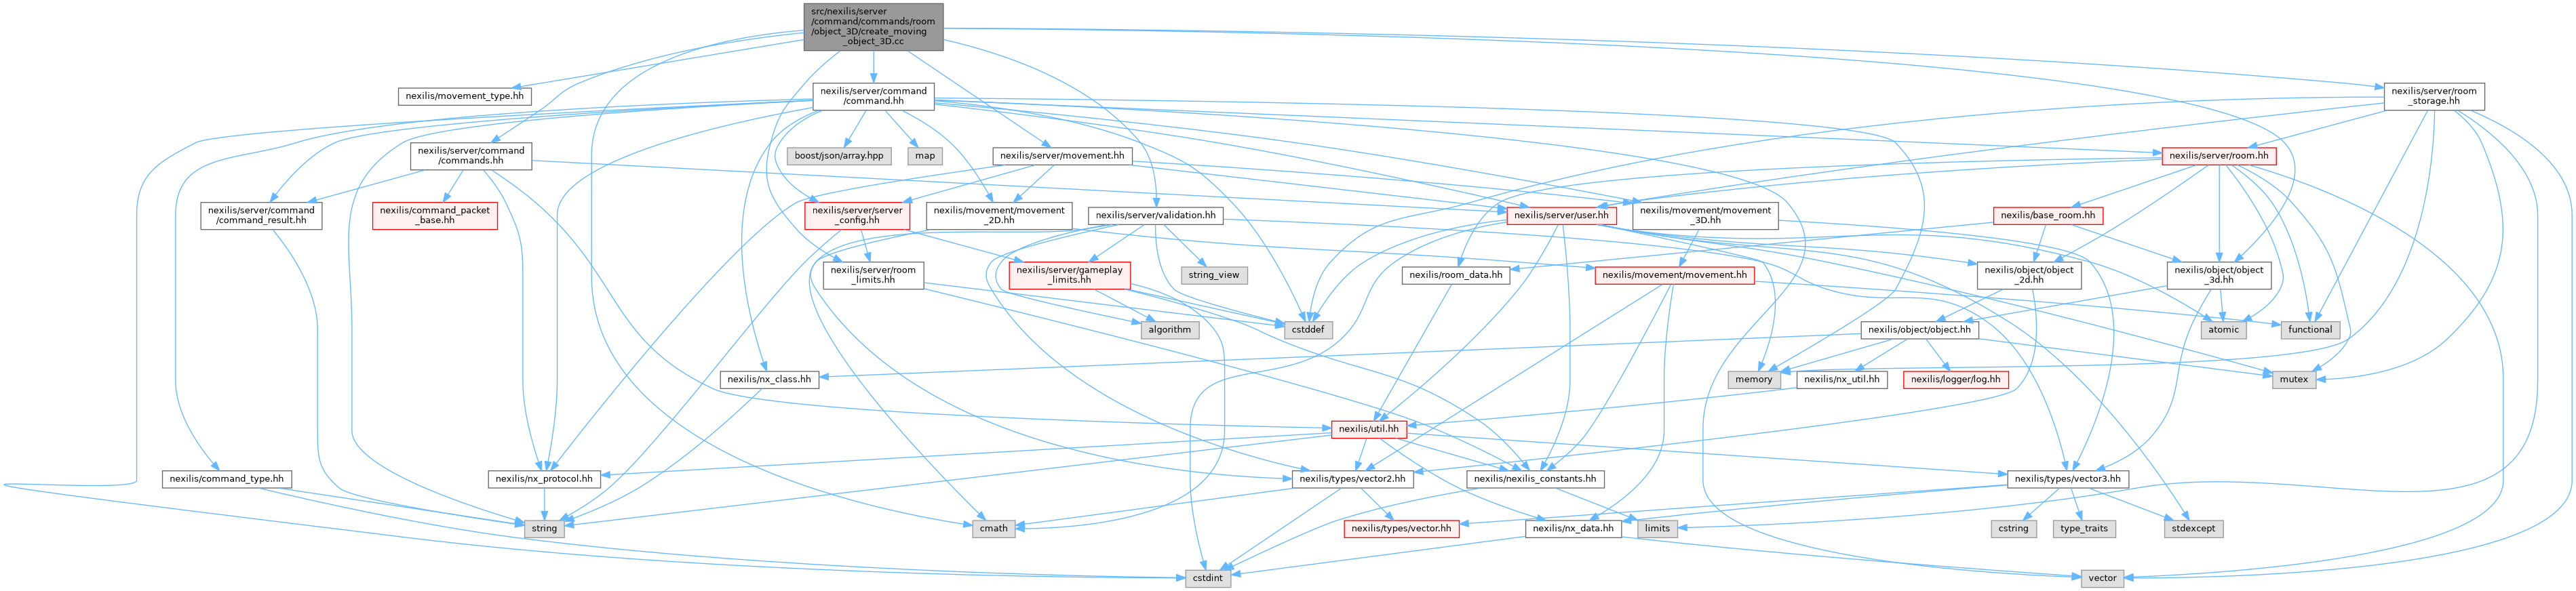 src/nexilis/server
/command/commands/room
/object_3D/create_moving
_object_3D.cc
nexilis/movement_type.hh
nexilis/server/command
/command.hh
nexilis/server/room
_storage.hh
nexilis/server/command
/commands.hh
boost/json/array.hpp
map
nexilis/server/movement.hh
nexilis/server/room.hh
nexilis/server/command
/command_result.hh
nexilis/command_packet
_base.hh
nexilis/server/server
_config.hh
nexilis/movement/movement
_2D.hh
nexilis/server/validation.hh
nexilis/server/user.hh
nexilis/movement/movement
_3D.hh
nexilis/base_room.hh
nexilis/server/room
_limits.hh
nexilis/server/gameplay
_limits.hh
string_view
nexilis/room_data.hh
nexilis/movement/movement.hh
nexilis/object/object
_2d.hh
nexilis/object/object
_3d.hh
algorithm
cstddef
nexilis/object/object.hh
atomic
functional
nexilis/nx_class.hh
memory
nexilis/nx_util.hh
nexilis/logger/log.hh
mutex
nexilis/util.hh
nexilis/command_type.hh
nexilis/nx_protocol.hh
nexilis/types/vector2.hh
nexilis/nexilis_constants.hh
nexilis/types/vector3.hh
string
cmath
nexilis/types/vector.hh
nexilis/nx_data.hh
limits
cstring
type_traits
stdexcept
cstdint
vector